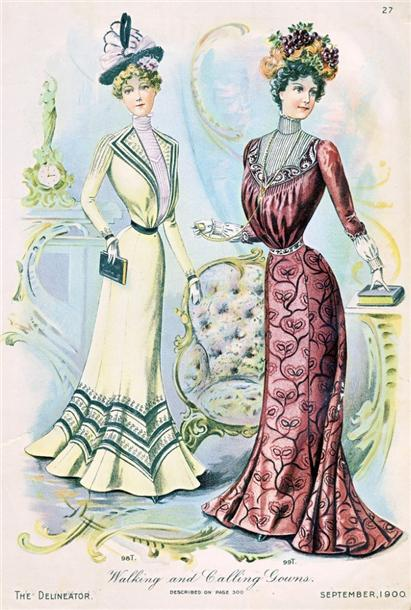 27
98T.
99T.
Walking and Calling Gowns.
THE DELINEATOR.
DESCRIBED ON PAGE 300
SEPTEMBER, 1900.